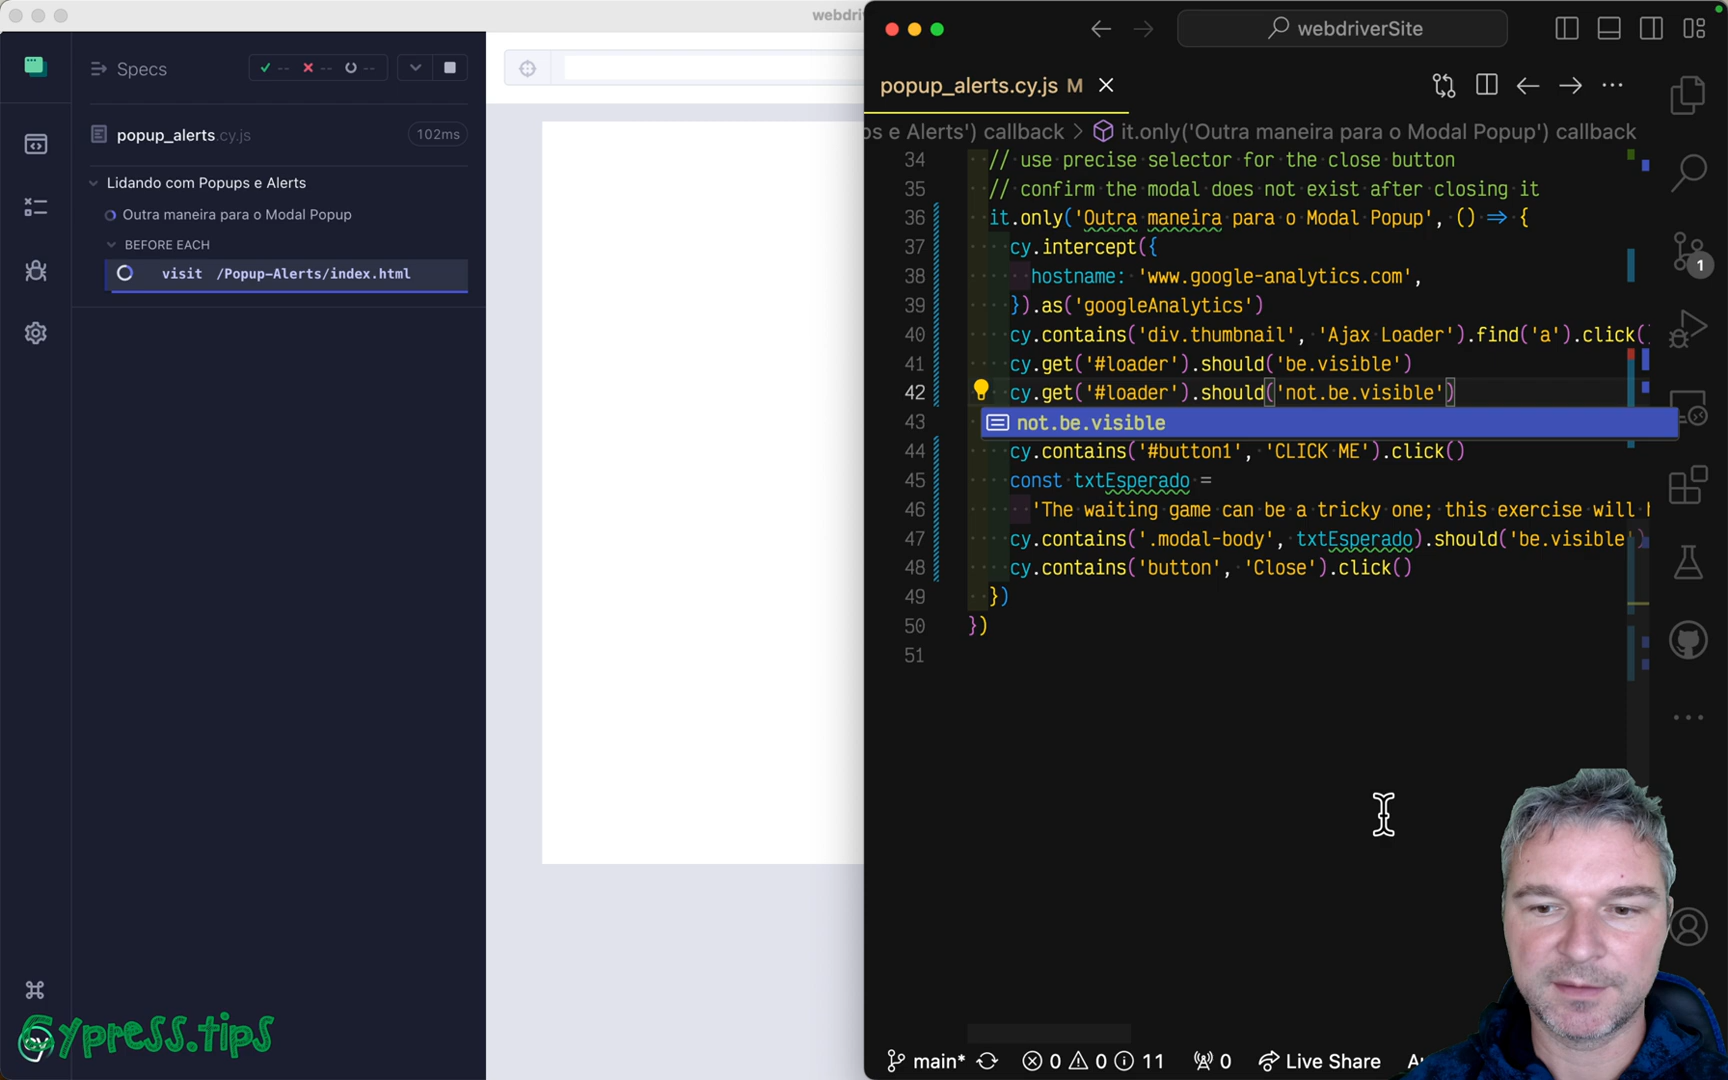 webdri
Specs
-- -- --
popup_alerts.cy.js
102ms
Lidando com Popups e Alerts
Outra maneira para o Modal Popup
BEFORE EACH
visit /Popup-Alerts/index.html
Cypress.tips
webdriverSite
popup_alerts.cy.js M
ps e Alerts') callback > it.only('Outra maneira para o Modal Popup') callback
34 // use precise selector for the close button
35 // confirm the modal does not exist after closing it
36 it.only('Outra maneira para o Modal Popup', () => {
37 cy.intercept({
38 hostname: 'www.google-analytics.com',
39 }).as('googleAnalytics')
40 cy.contains('div.thumbnail', 'Ajax Loader').find('a').click(
41 cy.get('#loader').should('be.visible')
42 cy.get('#loader').should('not.be.visible')
43 not.be.visible
44 cy.contains('#button1', 'CLICK ME').click()
45 const txtEsperado =
46 'The waiting game can be a tricky one; this exercise will
47 cy.contains('.modal-body', txtEsperado).should('be.visible')
48 cy.contains('button', 'Close').click()
49 })
50 })
51
1
main* 0 0 11 0 Live Share